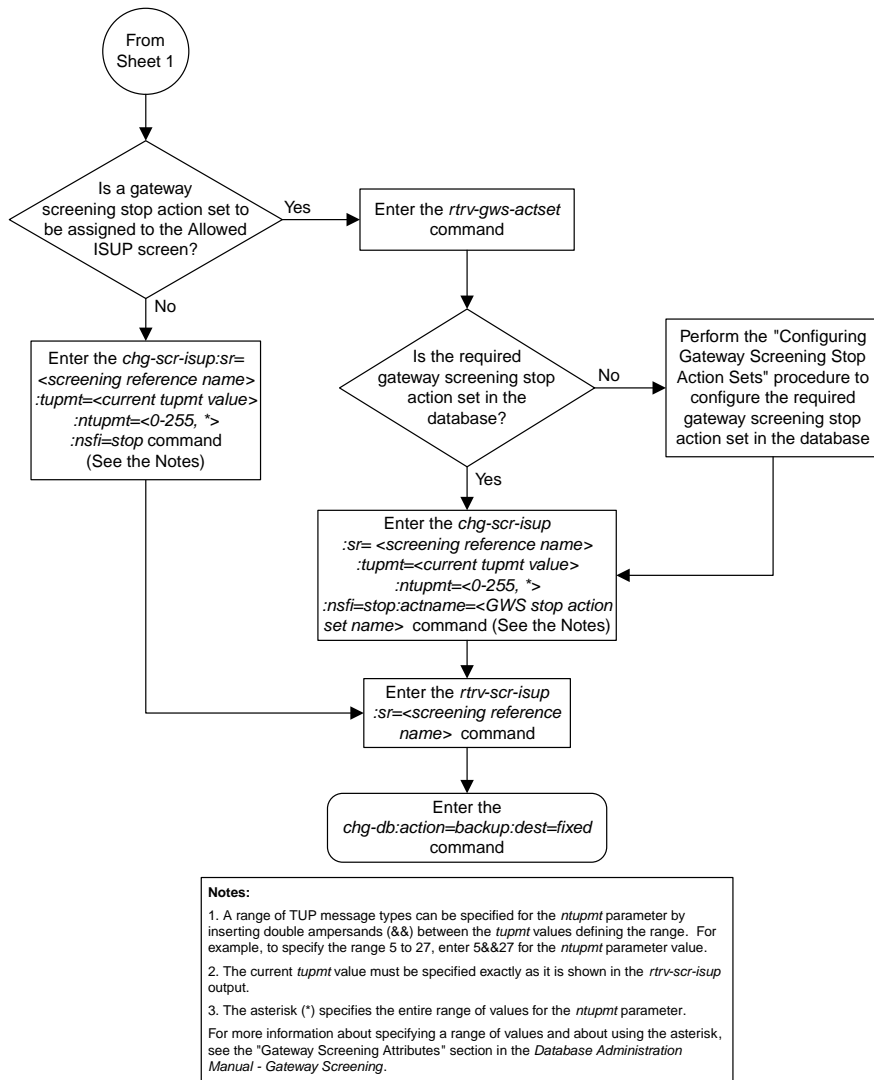 From
Sheet 1
Is a gateway
screening stop action set to
be assigned to the Allowed
ISUP screen?
Yes
Enter the rtrv-gws-actset
command
No
Enter the chg-scr-isup:sr=
<screening reference name>
:tupmt=<current tupmt value>
:ntupmt=<0-255, *>
:nsfi=stop command
(See the Notes)
Is the required
gateway screening stop
action set in the
database?
No
Perform the "Configuring
Gateway Screening Stop
Action Sets" procedure to
configure the required
gateway screening stop
action set in the database
Yes
Enter the chg-scr-isup
:sr= <screening reference name>
:tupmt=<current tupmt value>
:ntupmt=<0-255, *>
:nsfi=stop:actname=<GWS stop action
set name> command (See the Notes)
Enter the rtrv-scr-isup
:sr=<screening reference
name> command
Enter the
chg-db:action=backup:dest=fixed
command
Notes:
1. A range of TUP message types can be specified for the ntupmt parameter by
inserting double ampersands (&&) between the tupmt values defining the range. For
example, to specify the range 5 to 27, enter 5&&27 for the ntupmt parameter value.
2. The current tupmt value must be specified exactly as it is shown in the rtrv-scr-isup
output.
3. The asterisk (*) specifies the entire range of values for the ntupmt parameter.
For more information about specifying a range of values and about using the asterisk,
see the "Gateway Screening Attributes" section in the Database Administration
Manual - Gateway Screening.